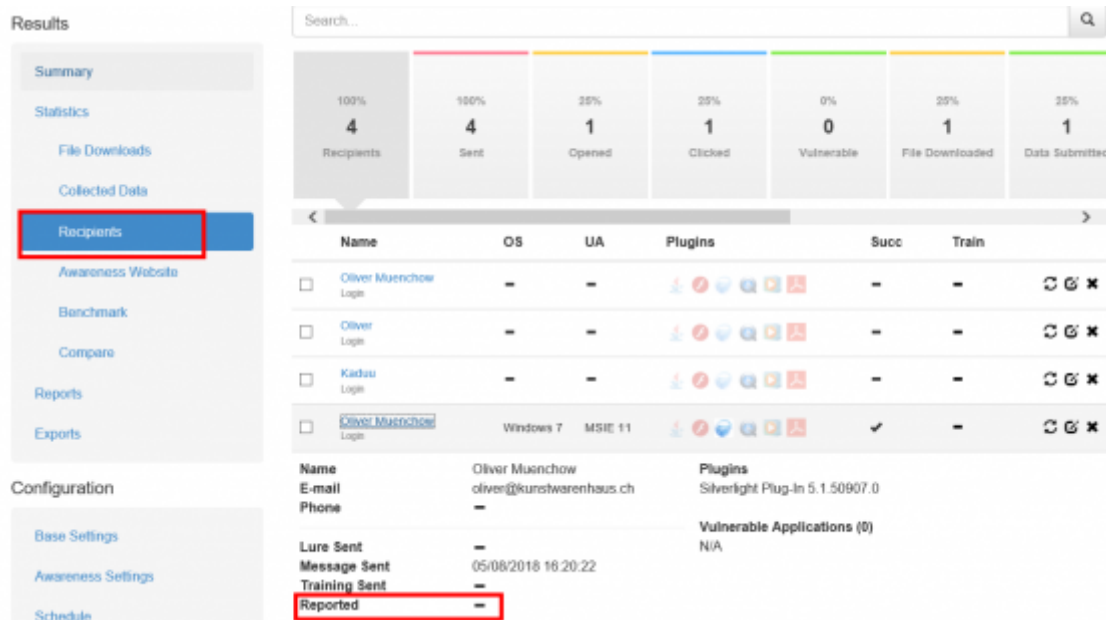 Results
Search...
Summary
Statistics
File Downloads
Collected Data
Recipients
Awareness Website
Benchmark
Compare
Reports
Exports
Configuration
Base Settings
Awareness Settings
Schedule
100% 100% 25% 25% 0% 25% 25%
4 4 1 1 0 1 1
Recipients Sent Opened Clicked Vulnerable File Downloaded Data Submitted
Name OS UA Plugins Succ Train
Oliver Muenchow - - - -
Login
Oliver - - - -
Login
Kaduu - - - -
Login
Oliver Muenchow Windows 7 MSIE 11 -
Login
Name Oliver Muenchow
E-mail oliver@kunstwarenhaus.ch
Phone -
Lure Sent -
Message Sent 05/08/2018 16:20:22
Training Sent -
Reported -
Plugins
Silverlight Plug-In 5.1.50907.0
Vulnerable Applications (0)
N/A